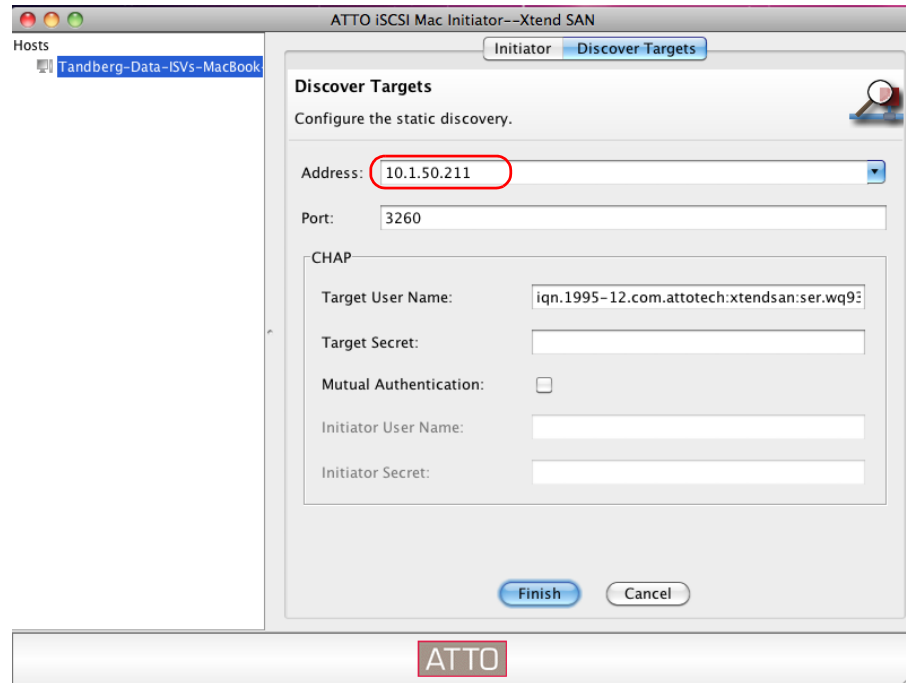 ATTO iSCSI Mac Initiator--Xtend SAN
Hosts
Tandberg-Data-ISVs-MacBook-
Initiator Discover Targets
Discover Targets
Configure the static discovery.
Address: 10.1.50.211
Port: 3260
CHAP
Target User Name: iqn.1995-12.com.attotech:xtendsan:ser.wq93
Target Secret:
Mutual Authentication:
Initiator User Name:
Initiator Secret:
Finish Cancel
ATTO